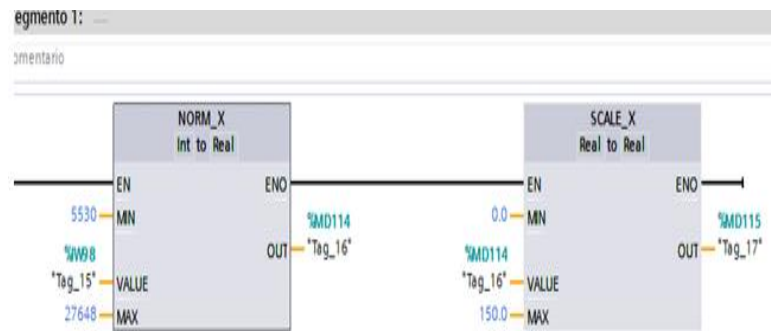 egmento 1:
omentario
NORM_X
Int to Real
EN
ENO
5530
MIN
%MD114
OUT
"Tag_16"
%IW98
"Tag_15"
VALUE
27648
MAX
SCALE_X
Real to Real
EN
ENO
0.0
MIN
%MD115
OUT
"Tag_17"
%MD114
"Tag_16"
VALUE
150.0
MAX